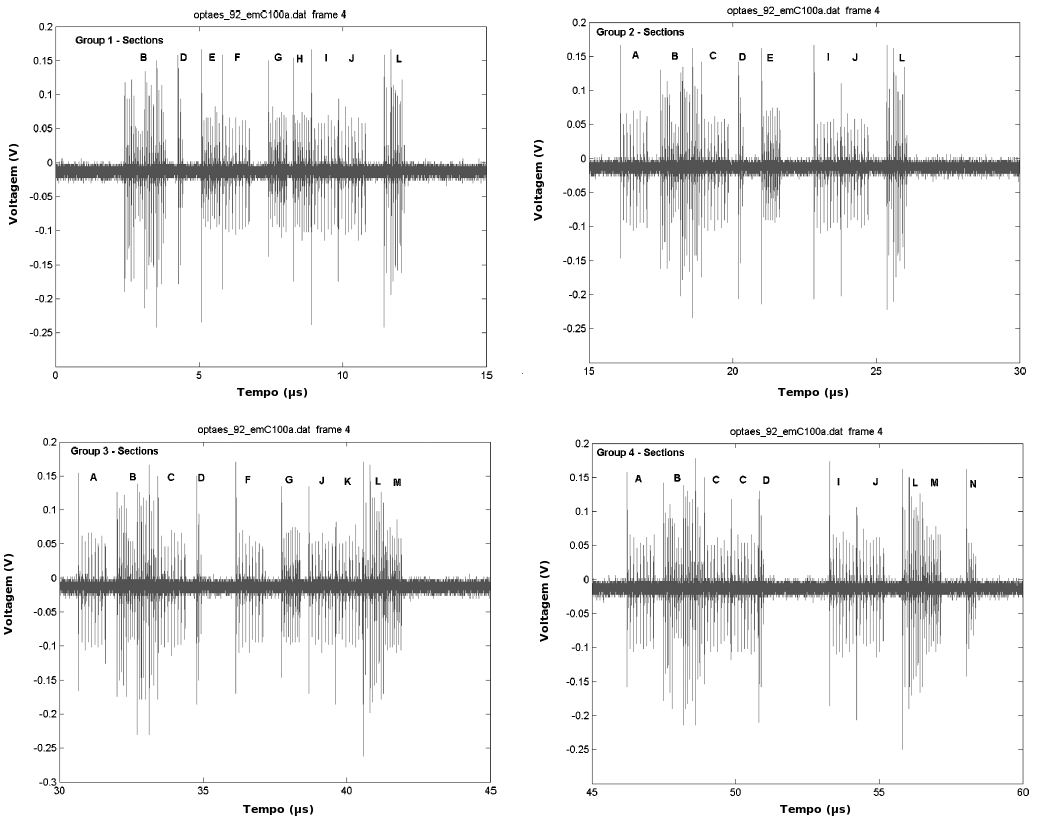 optaes_92_emC100a.dat frame 4
Group 1 - Sections
B D E F G H I J L
0.2
0.15
0.1
0.05
0
-0.05
-0.1
-0.15
-0.2
-0.25
0 5 10 15
Voltagem (V)
Tempo (µs)
optaes_92_emC100a.dat frame 4
Group 2 - Sections
A B C D E I J L
0.2
0.15
0.1
0.05
0
-0.05
-0.1
-0.15
-0.2
-0.25
15 20 25 30
Voltagem (V)
Tempo (µs)
optaes_92_emC100a.dat frame 4
Group 3 - Sections
A B C D F G J K L M
0.2
0.15
0.1
0.05
0
-0.05
-0.1
-0.15
-0.2
-0.25
-0.3
30 35 40 45
Voltagem (V)
Tempo (µs)
optaes_92_emC100a.dat frame 4
Group 4 - Sections
A B C C D I J L M N
0.2
0.15
0.1
0.05
0
-0.05
-0.1
-0.15
-0.2
-0.25
45 50 55 60
Voltagem (V)
Tempo (µs)